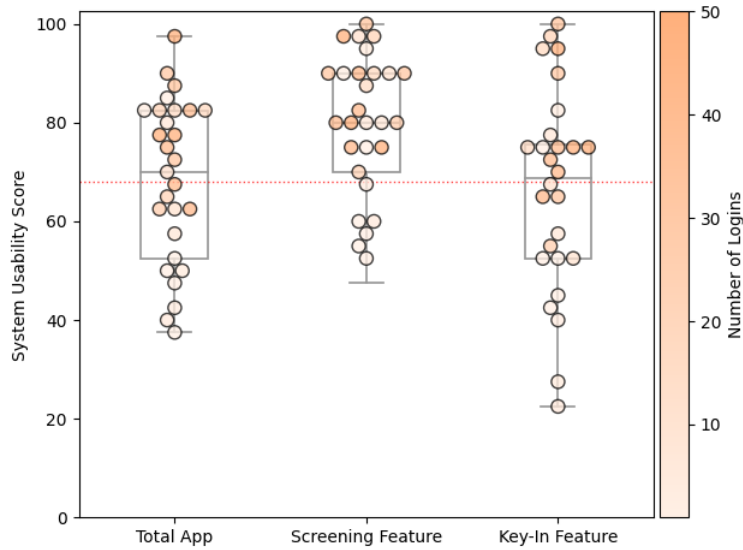 System Usability Score
100
80
60
40
20
0
Total App
Screening Feature
Key-In Feature
50
40
30
20
10
Number of Logins